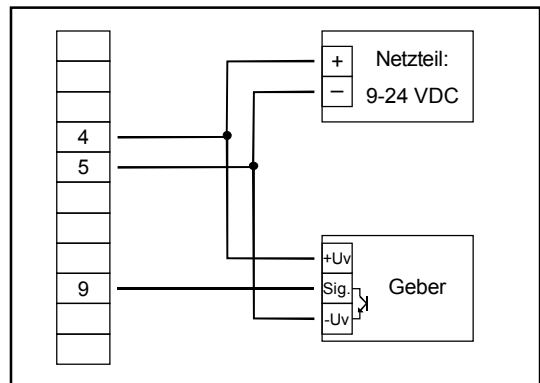 +
Netzteil:
–
9-24 VDC
4
5
+Uv
9
Sig.
Geber
-Uv